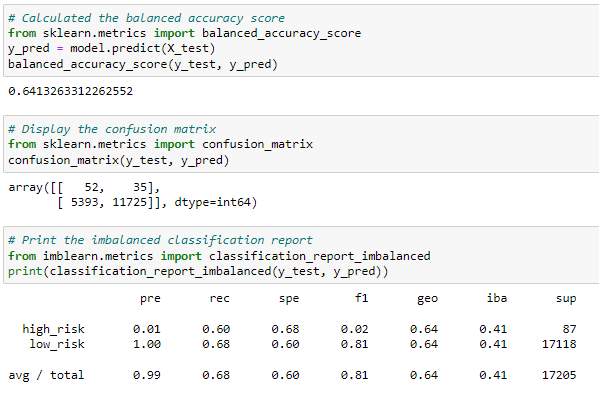 # Calculated the balanced accuracy score
from sklearn.metrics import balanced_accuracy_score
y_pred = model.predict(X_test)
balanced_accuracy_score(y_test, y_pred)
0.6413263312262552
# Display the confusion matrix
from sklearn.metrics import confusion_matrix
confusion_matrix(y_test, y_pred)
array([[   52,    35],
       [ 5393, 11725]], dtype=int64)
# Print the imbalanced classification report
from imblearn.metrics import classification_report_imbalanced
print(classification_report_imbalanced(y_test, y_pred))
                   pre       rec       spe        f1       geo       iba       sup
  high_risk       0.01      0.60      0.68      0.02      0.64      0.41        87
   low_risk       1.00      0.68      0.60      0.81      0.64      0.41     17118
avg / total       0.99      0.68      0.60      0.81      0.64      0.41     17205